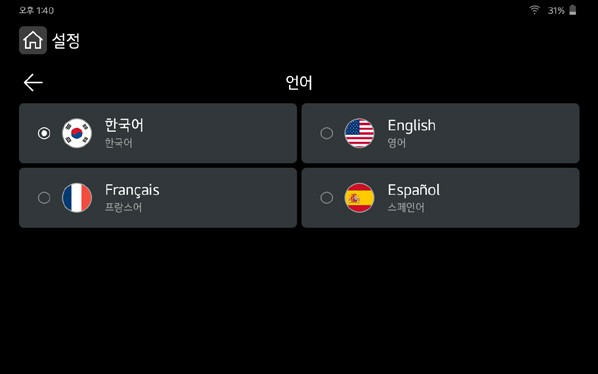 오후 1:40
31%
설정
언어
한국어
한국어
English
영어
Français
프랑스어
Español
스페인어